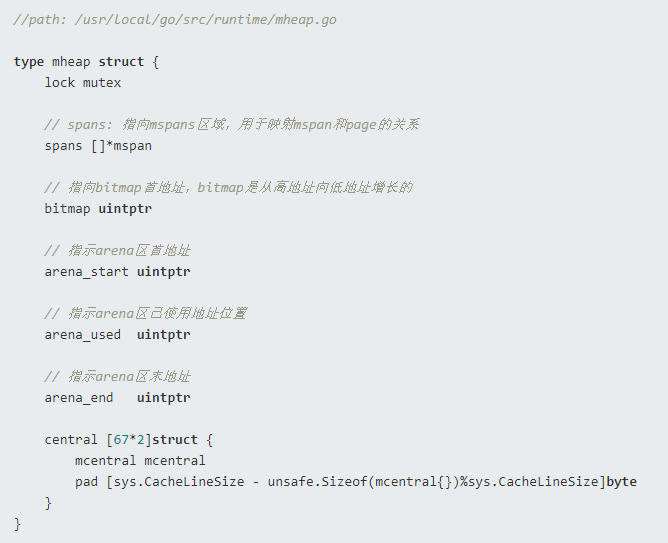 //path: /usr/local/go/src/runtime/mheap.go
type mheap struct {
    lock mutex
    // spans: 指向mspans区域，用于映射mspan和page的关系
    spans []*mspan
    // 指向bitmap首地址，bitmap是从高地址向低地址增长的
    bitmap uintptr
    // 指示arena区首地址
    arena_start uintptr
    // 指示arena区已使用地址位置
    arena_used  uintptr
    // 指示arena区末地址
    arena_end   uintptr
    central [67*2]struct {
        mcentral mcentral
        pad [sys.CacheLineSize - unsafe.Sizeof(mcentral{})%sys.CacheLineSize]byte
    }
}